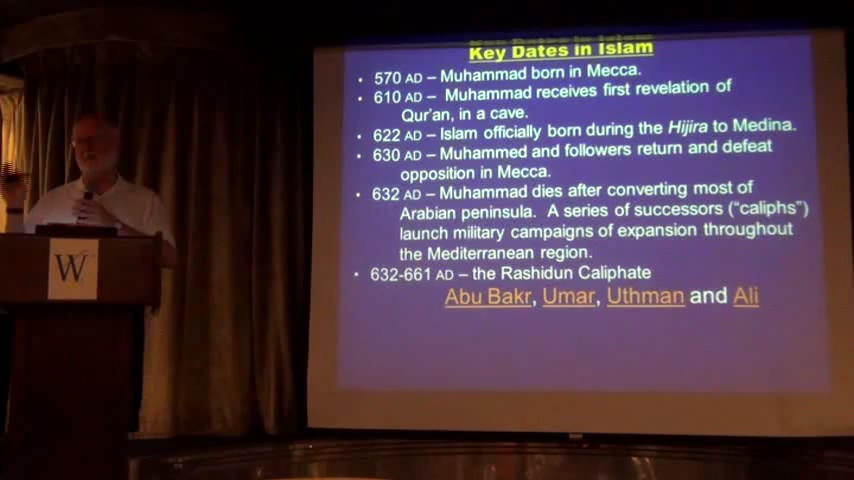 Key Dates in Islam
• 570 AD – Muhammad born in Mecca.
• 610 AD – Muhammad receives first revelation of
Qur'an, in a cave.
• 622 AD – Islam officially born during the Hijira to Medina.
• 630 AD – Muhammed and followers return and defeat
opposition in Mecca.
• 632 AD – Muhammad dies after converting most of
Arabian peninsula. A series of successors ("caliphs")
launch military campaigns of expansion throughout
the Mediterranean region.
• 632-661 AD – the Rashidun Caliphate
Abu Bakr, Umar, Uthman and Ali
W